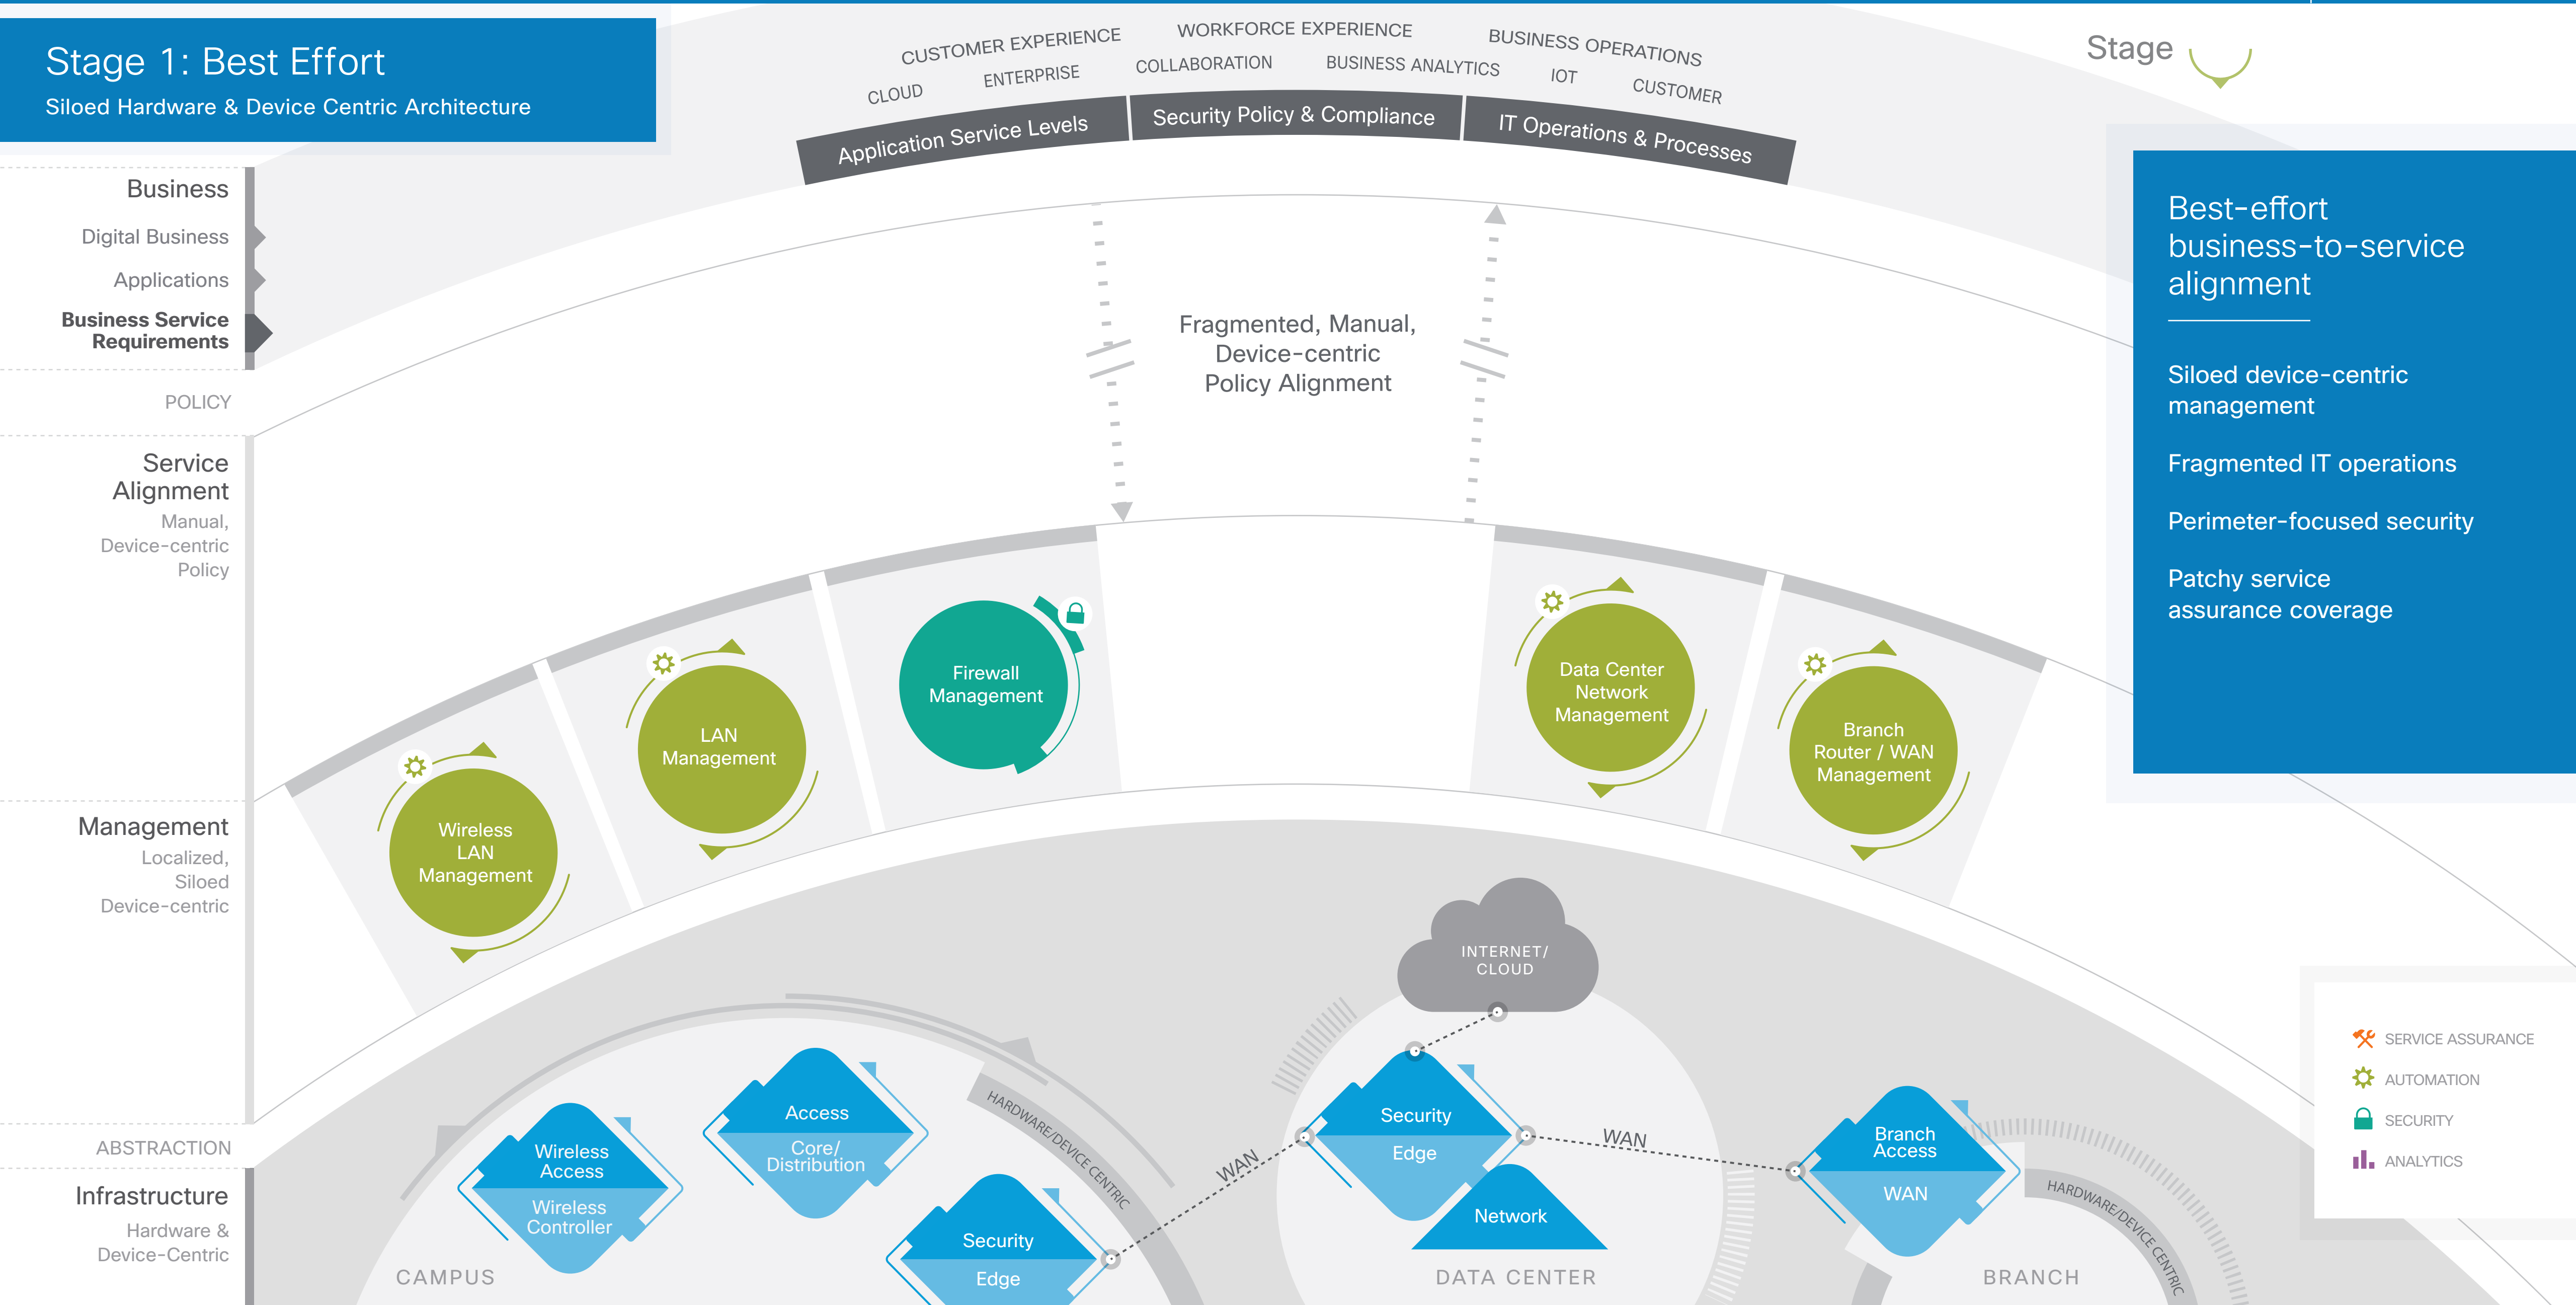 Stage 1: Best Effort
Siloed Hardware & Device Centric Architecture
CUSTOMER EXPERIENCE
WORKFORCE EXPERIENCE
BUSINESS OPERATIONS
CLOUD
ENTERPRISE
COLLABORATION
BUSINESS ANALYTICS
IOT
CUSTOMER
Application Service Levels
Security Policy & Compliance
IT Operations & Processes
Stage
Business
Digital Business
Applications
Business Service
Requirements
POLICY
Service
Alignment
Manual,
Device-centric
Policy
Management
Localized,
Siloed
Device-centric
ABSTRACTION
Infrastructure
Hardware &
Device-Centric
Fragmented, Manual,
Device-centric
Policy Alignment
Best-effort
business-to-service
alignment
Siloed device-centric
management
Fragmented IT operations
Perimeter-focused security
Patchy service
assurance coverage
Wireless
LAN
Management
LAN
Management
Firewall
Management
Data Center
Network
Management
Branch
Router / WAN
Management
INTERNET/
CLOUD
Wireless
Access
Wireless
Controller
Access
Core/
Distribution
Security
Edge
HARDWARE/DEVICE CENTRIC
CAMPUS
WAN
Security
Edge
Network
DATA CENTER
WAN
Branch
Access
WAN
HARDWARE/DEVICE CENTRIC
BRANCH
SERVICE ASSURANCE
AUTOMATION
SECURITY
ANALYTICS